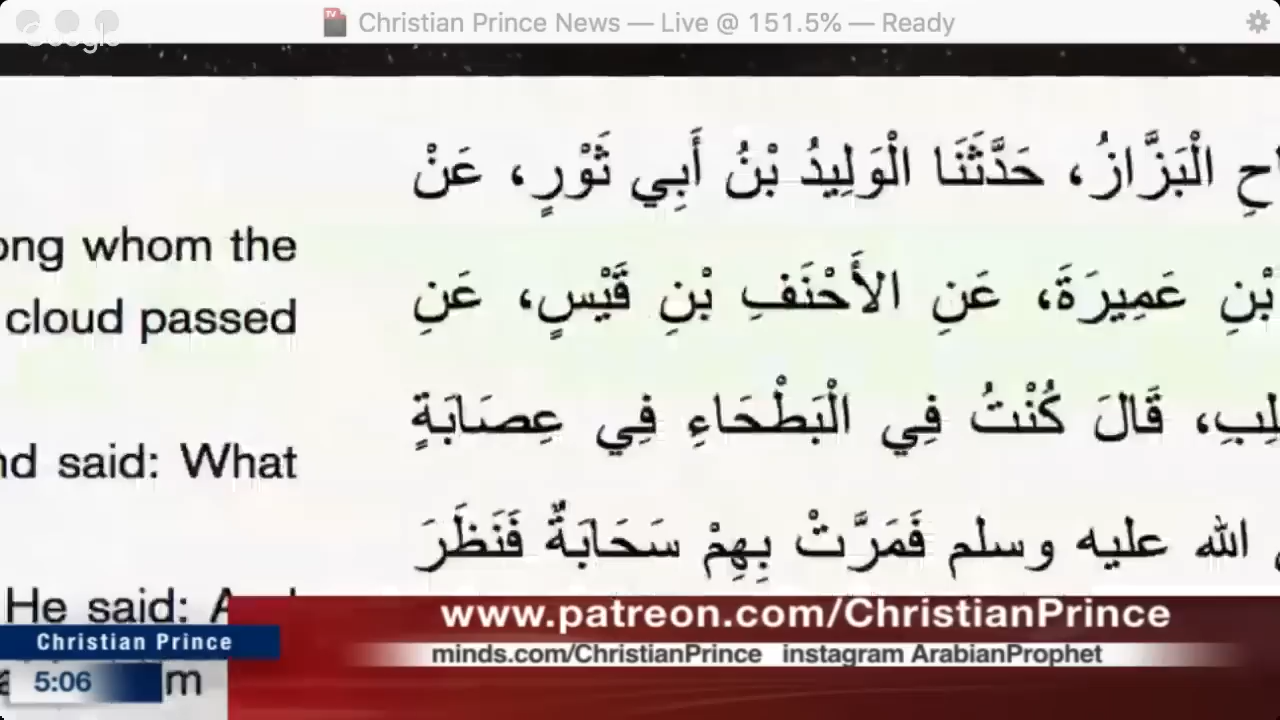 Christian Prince News — Live @ 151.5% — Ready
Google
حِ الْبَزَّازُ، حَدَّثَنَا الْوَلِيدُ بْنُ أَبِي ثَوْرٍ، عَنْ
ong whom the
بْنِ عَمِيرَةَ، عَنِ الأَحْنَفِ بْنِ قَيْسٍ، عَنِ
cloud passed
لِبِ، قَالَ كُنْتُ فِي الْبَطْحَاءِ فِي عِصَابَةٍ
nd said: What
الله عليه وسلم فَمَرَّتْ بِهِمْ سَحَابَةٌ فَنَظَرَ
He said:
www.patreon.com/ChristianPrince
Christian Prince
minds.com/ChristianPrince instagram ArabianProphet
5:06
m